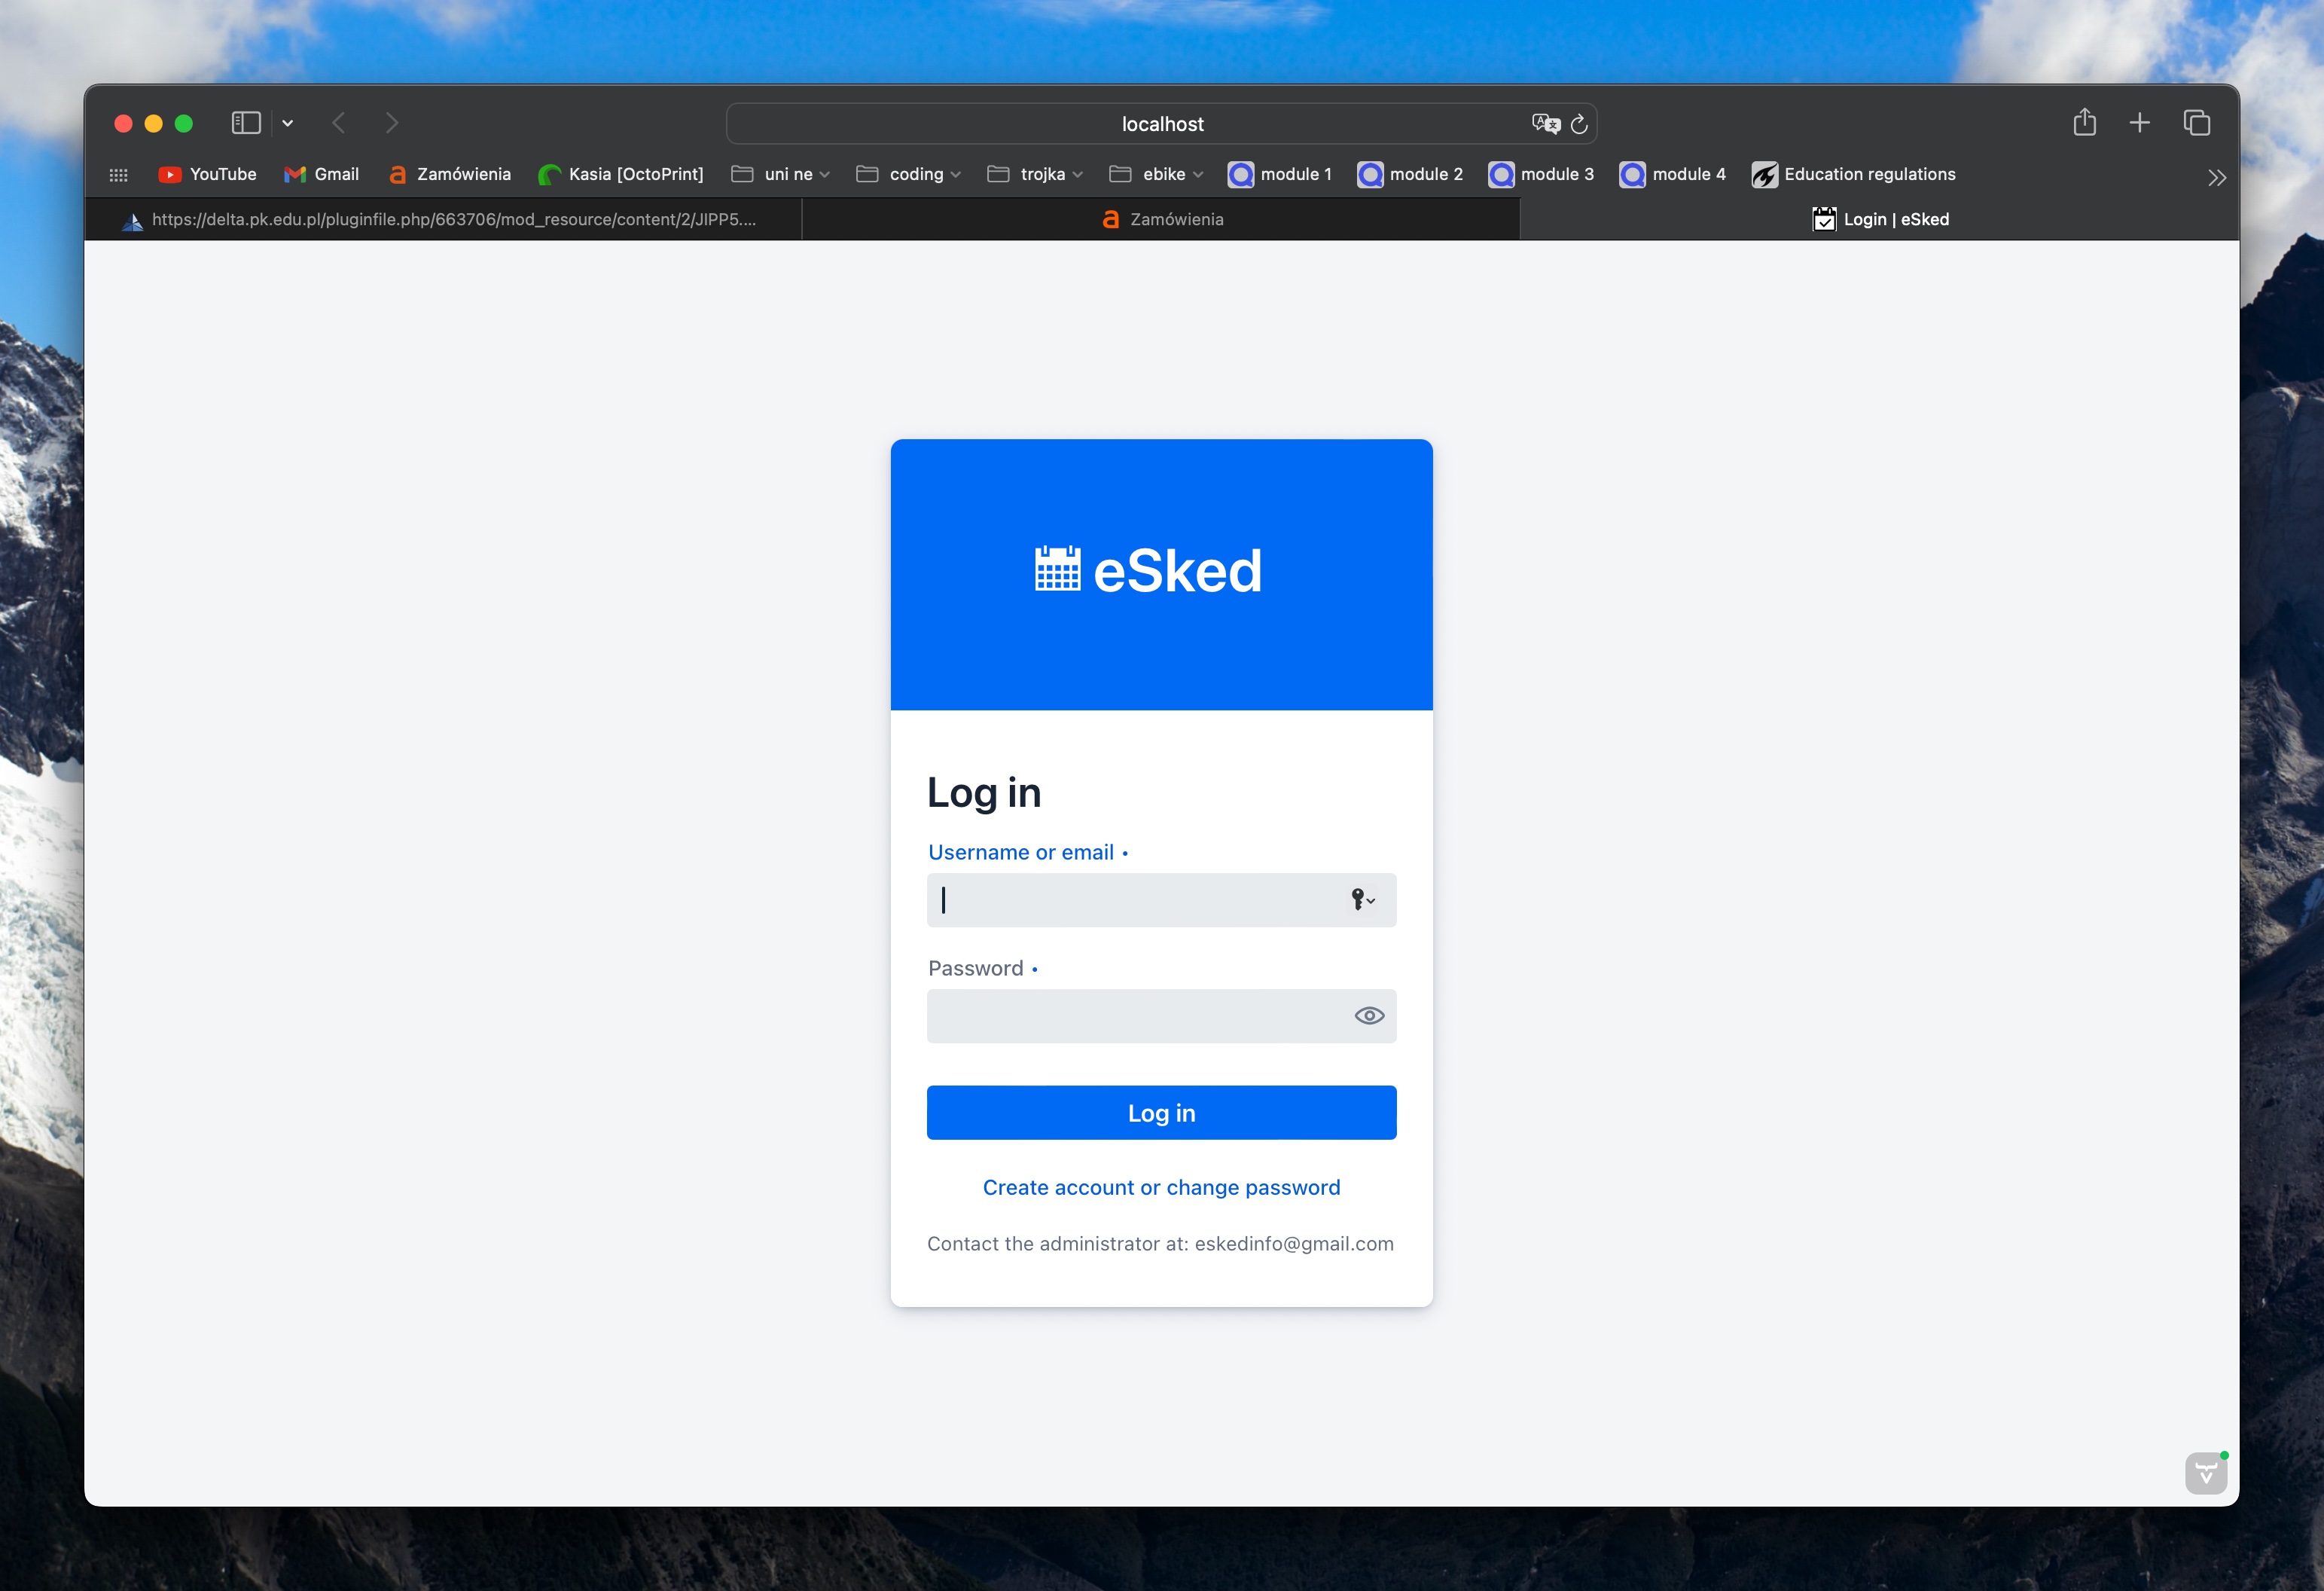 localhost
YouTube Gmail Zamówienia Kasia [OctoPrint] uni ne coding trojka ebike module 1 module 2 module 3 module 4 Education regulations
https://delta.pk.edu.pl/pluginfile.php/663706/mod_resource/content/2/JIPP5.... Zamówienia Login | eSked
eSked
Log in
Username or email •
Password •
Log in
Create account or change password
Contact the administrator at: eskedinfo@gmail.com